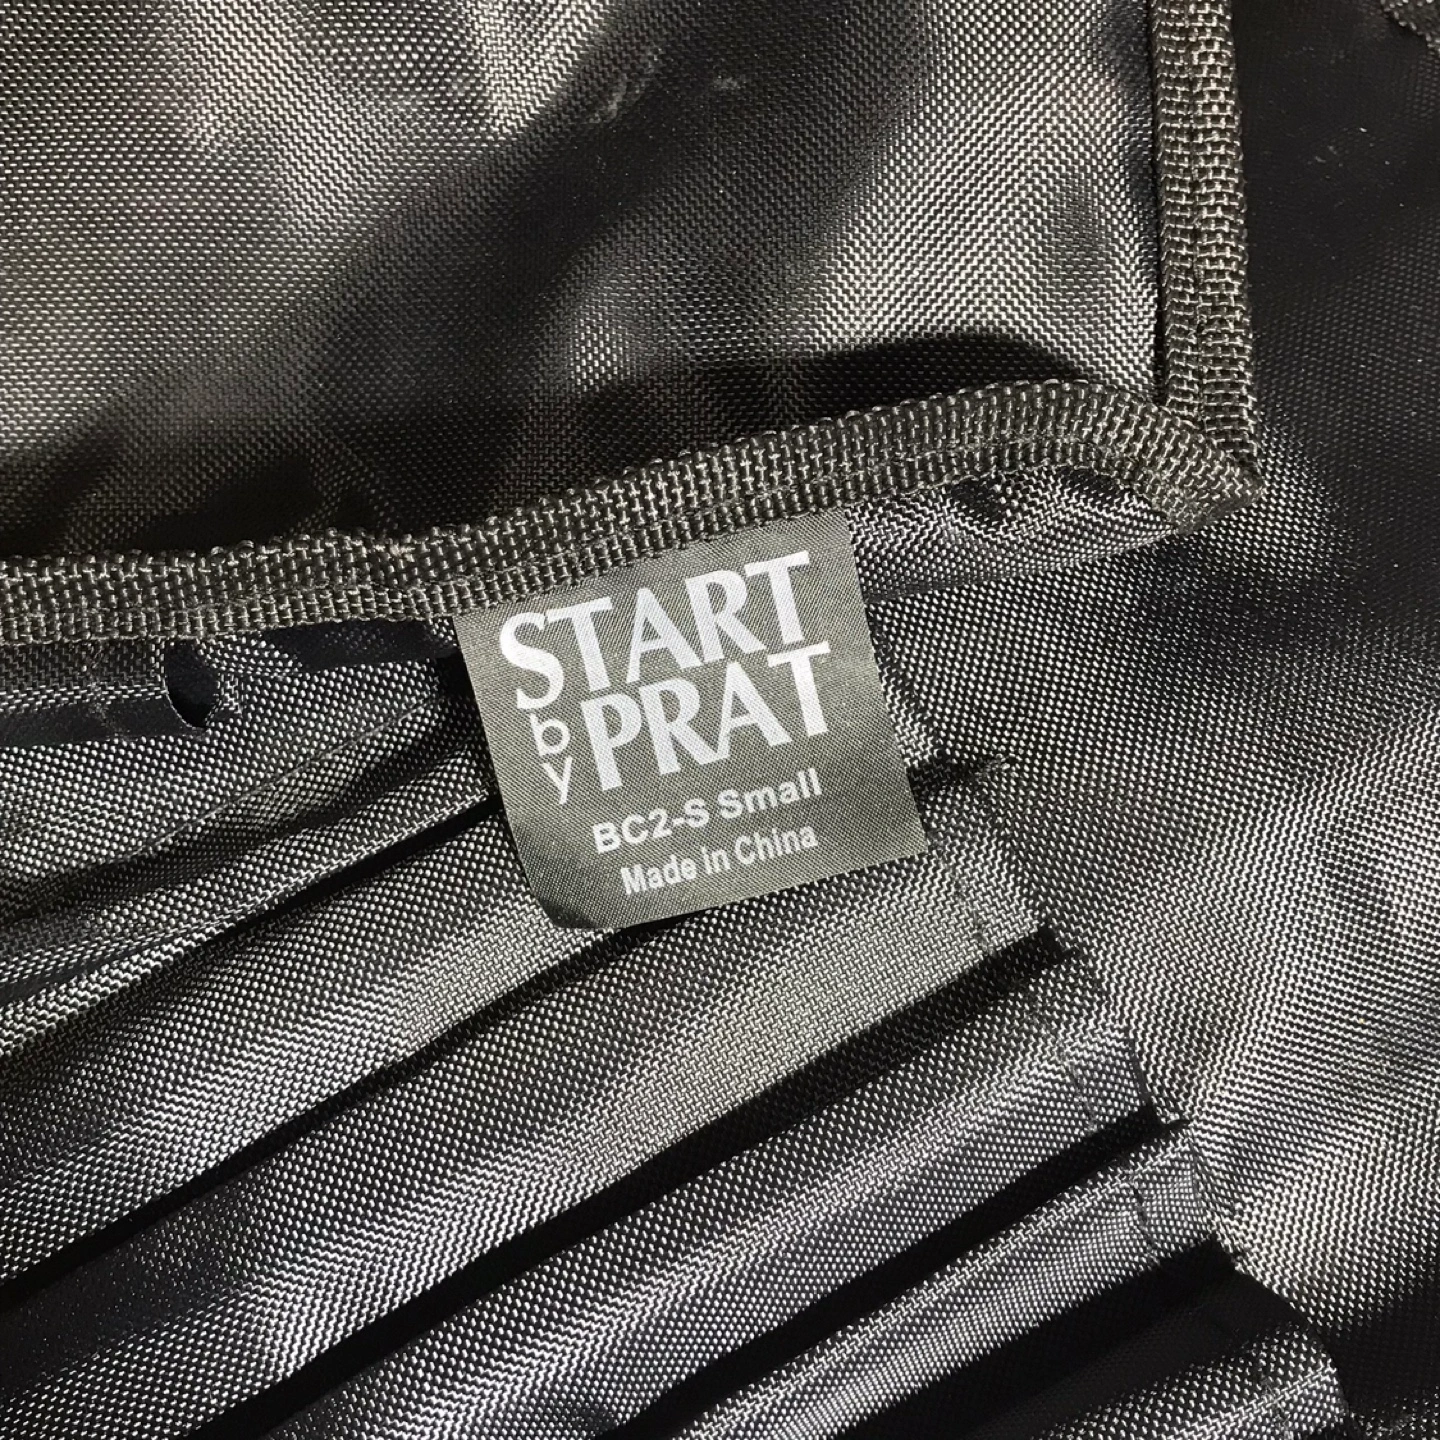 START
by PRAT
BC2-S Small
Made in China